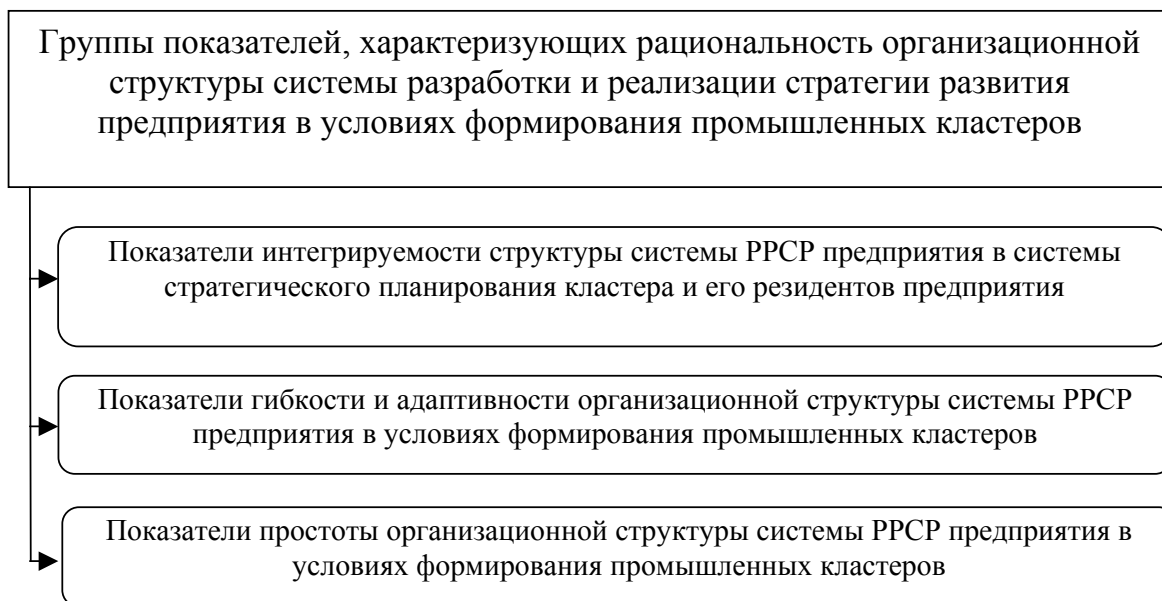 Группы показателей, характеризующих рациональность организационной
структуры системы разработки и реализации стратегии развития
предприятия в условиях формирования промышленных кластеров
Показатели интегрируемости структуры системы РРСР предприятия в системы
стратегического планирования кластера и его резидентов предприятия
Показатели гибкости и адаптивности организационной структуры системы РРСР
предприятия в условиях формирования промышленных кластеров
Показатели простоты организационной структуры системы РРСР предприятия в
условиях формирования промышленных кластеров